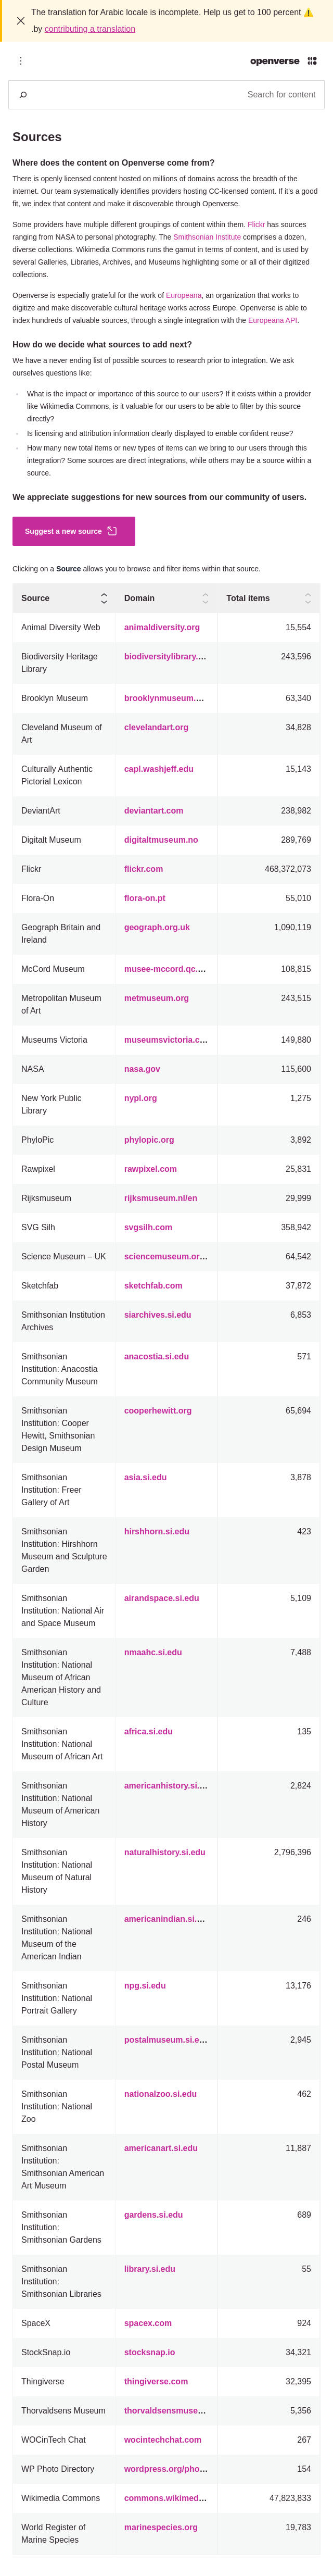 The translation for Arabic locale is incomplete. Help us get to 100 percent ⚠️
.by contributing a translation
openverse
Search for content
Sources
Where does the content on Openverse come from?
There is openly licensed content hosted on millions of domains across the breadth of the
internet. Our team systematically identifies providers hosting CC-licensed content. If it's a good
fit, we index that content and make it discoverable through Openverse.
Some providers have multiple different groupings of content within them. Flickr has sources
ranging from NASA to personal photography. The Smithsonian Institute comprises a dozen,
diverse collections. Wikimedia Commons runs the gamut in terms of content, and is used by
several Galleries, Libraries, Archives, and Museums highlighting some or all of their digitized
collections.
Openverse is especially grateful for the work of Europeana, an organization that works to
digitize and make discoverable cultural heritage works across Europe. Openverse is able to
index hundreds of valuable sources, through a single integration with the Europeana API.
How do we decide what sources to add next?
We have a never ending list of possible sources to research prior to integration. We ask
ourselves questions like:
- What is the impact or importance of this source to our users? If it exists within a provider
like Wikimedia Commons, is it valuable for our users to be able to filter by this source
directly?
- Is licensing and attribution information clearly displayed to enable confident reuse?
- How many new total items or new types of items can we bring to our users through this
integration? Some sources are direct integrations, while others may be a source within a
source.
We appreciate suggestions for new sources from our community of users.
Suggest a new source
Clicking on a Source allows you to browse and filter items within that source.
Source Domain Total items
Animal Diversity Web animaldiversity.org 15,554
Biodiversity Heritage biodiversitylibrary.... 243,596
Library
Brooklyn Museum brooklynmuseum.... 63,340
Cleveland Museum of clevelandart.org 34,828
Art
Culturally Authentic capl.washjeff.edu 15,143
Pictorial Lexicon
DeviantArt deviantart.com 238,982
Digitalt Museum digitaltmuseum.no 289,769
Flickr flickr.com 468,372,073
Flora-On flora-on.pt 55,010
Geograph Britain and geograph.org.uk 1,090,119
Ireland
McCord Museum musee-mccord.qc.... 108,815
Metropolitan Museum metmuseum.org 243,515
of Art
Museums Victoria museumsvictoria.c... 149,880
NASA nasa.gov 115,600
New York Public nypl.org 1,275
Library
PhyloPic phylopic.org 3,892
Rawpixel rawpixel.com 25,831
Rijksmuseum rijksmuseum.nl/en 29,999
SVG Silh svgsilh.com 358,942
Science Museum – UK sciencemuseum.or... 64,542
Sketchfab sketchfab.com 37,872
Smithsonian Institution siarchives.si.edu 6,853
Archives
Smithsonian anacostia.si.edu 571
Institution: Anacostia
Community Museum
Smithsonian cooperhewitt.org 65,694
Institution: Cooper
Hewitt, Smithsonian
Design Museum
Smithsonian asia.si.edu 3,878
Institution: Freer
Gallery of Art
Smithsonian hirshhorn.si.edu 423
Institution: Hirshhorn
Museum and Sculpture
Garden
Smithsonian airandspace.si.edu 5,109
Institution: National Air
and Space Museum
Smithsonian nmaahc.si.edu 7,488
Institution: National
Museum of African
American History and
Culture
Smithsonian africa.si.edu 135
Institution: National
Museum of African Art
Smithsonian americanhistory.si.... 2,824
Institution: National
Museum of American
History
Smithsonian naturalhistory.si.edu 2,796,396
Institution: National
Museum of Natural
History
Smithsonian americanindian.si.... 246
Institution: National
Museum of the
American Indian
Smithsonian npg.si.edu 13,176
Institution: National
Portrait Gallery
Smithsonian postalmuseum.si.e... 2,945
Institution: National
Postal Museum
Smithsonian nationalzoo.si.edu 462
Institution: National
Zoo
Smithsonian americanart.si.edu 11,887
Institution:
Smithsonian American
Art Museum
Smithsonian gardens.si.edu 689
Institution:
Smithsonian Gardens
Smithsonian library.si.edu 55
Institution:
Smithsonian Libraries
SpaceX spacex.com 924
StockSnap.io stocksnap.io 34,321
Thingiverse thingiverse.com 32,395
Thorvaldsens Museum thorvaldsensmuse... 5,356
WOCinTech Chat wocintechchat.com 267
WP Photo Directory wordpress.org/pho... 154
Wikimedia Commons commons.wikimed... 47,823,833
World Register of marinespecies.org 19,783
Marine Species